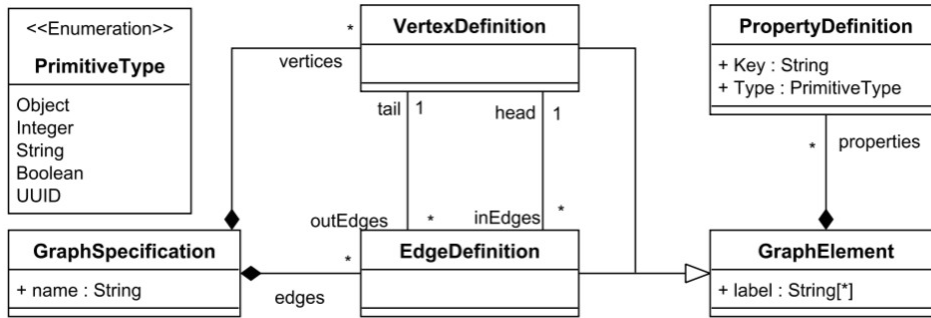 <<Enumeration>>
PrimitiveType
Object
Integer
String
Boolean
UUID
*
vertices
VertexDefinition
PropertyDefinition
+ Key : String
+ Type : PrimitiveType
tail 1
head 1
* properties
outEdges *
inEdges *
GraphSpecification
+ name : String
*
edges
EdgeDefinition
GraphElement
+ label : String[*]